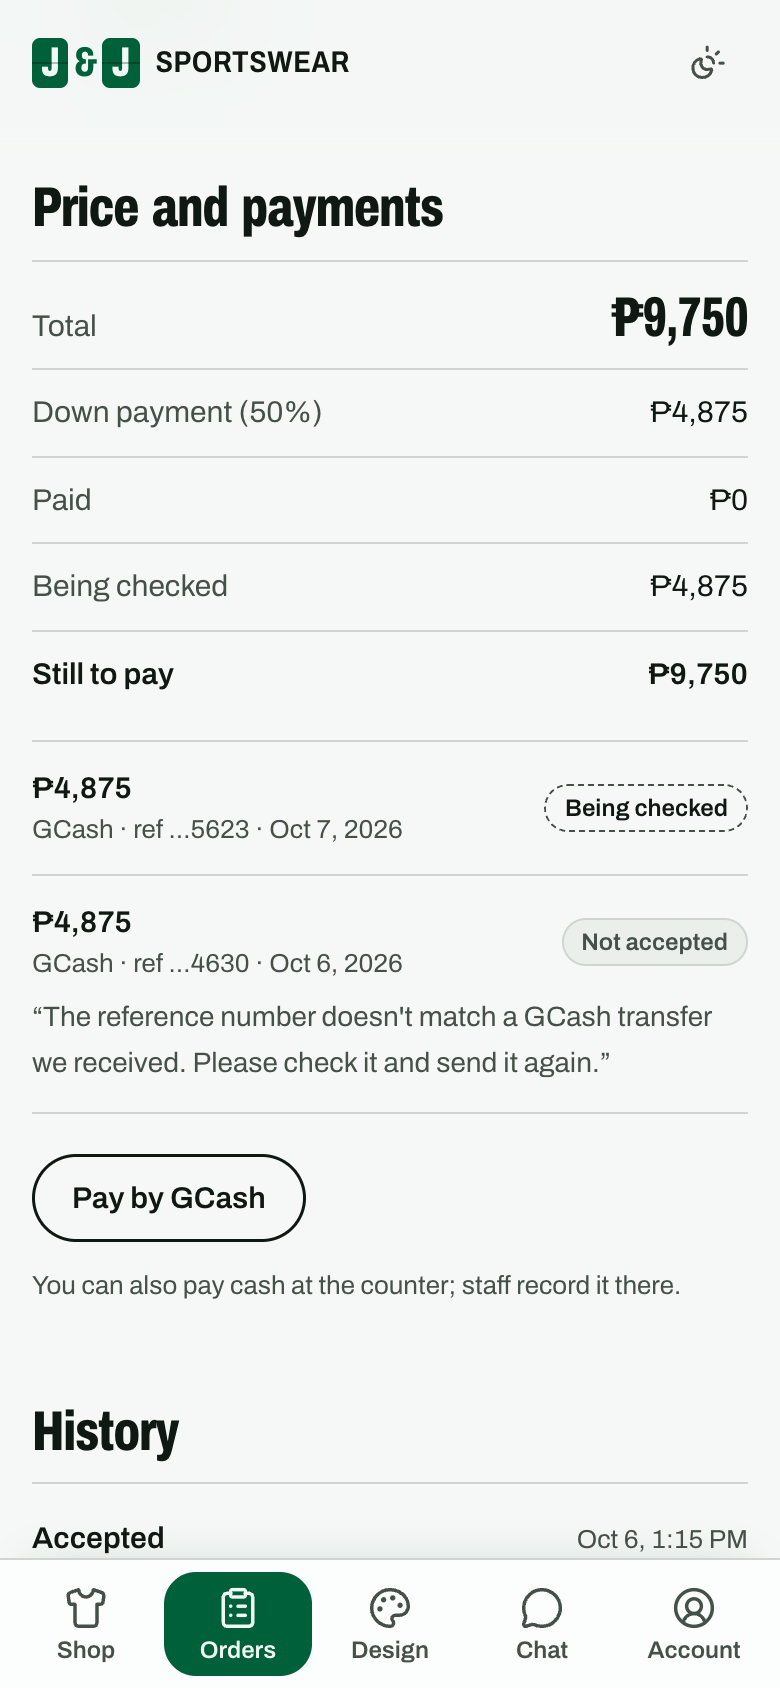 J & J SPORTSWEAR
Price and payments
Total ₱9,750
Down payment (50%) ₱4,875
Paid ₱0
Being checked ₱4,875
Still to pay ₱9,750
₱4,875
GCash · ref …5623 · Oct 7, 2026
Being checked
₱4,875
GCash · ref …4630 · Oct 6, 2026
Not accepted
“The reference number doesn't match a GCash transfer
we received. Please check it and send it again.”
Pay by GCash
You can also pay cash at the counter; staff record it there.
History
Accepted Oct 6, 1:15 PM
Shop Orders Design Chat Account